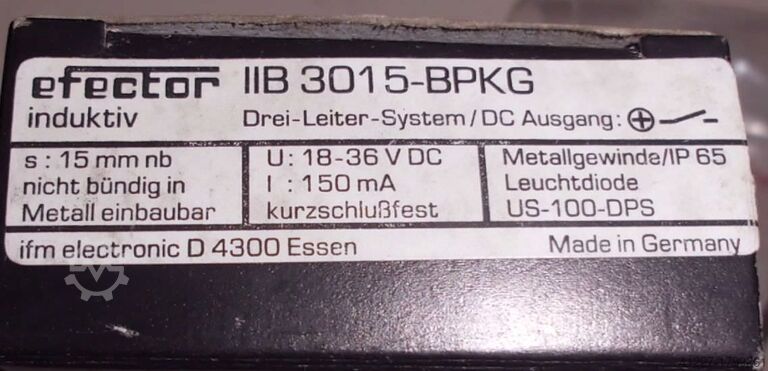 efector IIB 3015-BPKG
induktiv Drei-Leiter-System / DC Ausgang:
s : 15 mm nb
nicht bündig in
Metall einbaubar
U : 18-36 V DC
I : 150 mA
kurzschlußfest
Metallgewinde/IP 65
Leuchtdiode
US-100-DPS
ifm electronic D 4300 Essen Made in Germany